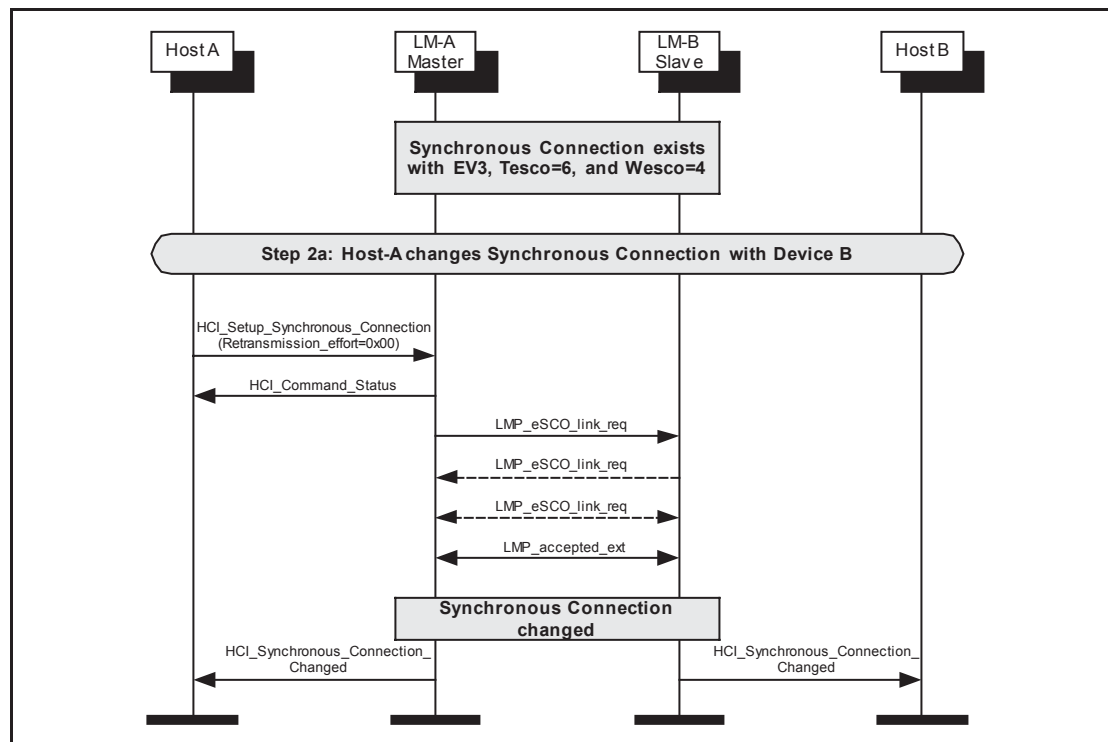 Host A
LM-A
Master
LM-B
Slave
Host B
Synchronous Connection exists
with EV3, Tesco=6, and Wesco=4
Step 2a: Host-A changes Synchronous Connection with Device B
HCI_Setup_Synchronous_Connection
(Retransmission_effort=0x00)
HCI_Command_Status
LMP_eSCO_link_req
LMP_eSCO_link_req
LMP_eSCO_link_req
LMP_accepted_ext
Synchronous Connection
changed
HCI_Synchronous_Connection_
Changed
HCI_Synchronous_Connection_
Changed